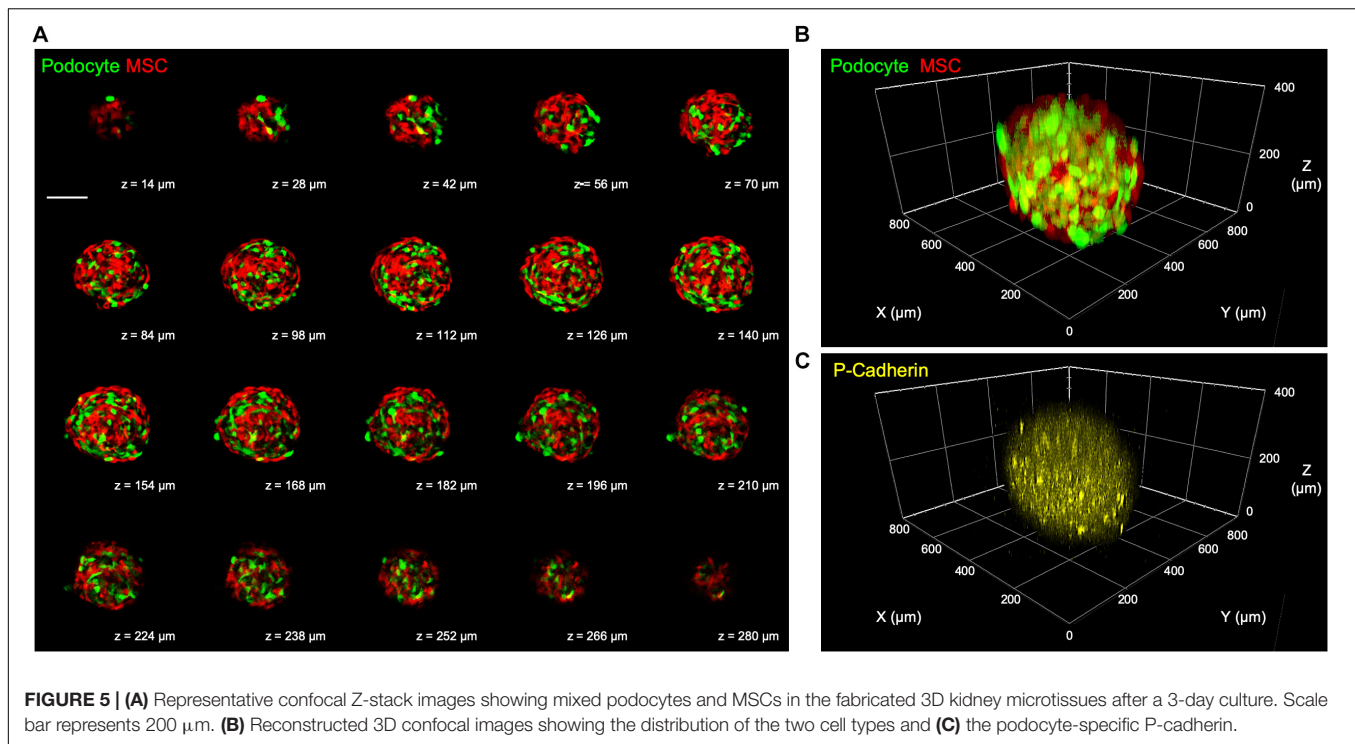 A
Podocyte MSC
z = 14 µm z = 28 µm z = 42 µm z = 56 µm z = 70 µm
z = 84 µm z = 98 µm z = 112 µm z = 126 µm z = 140 µm
z = 154 µm z = 168 µm z = 182 µm z = 196 µm z = 210 µm
z = 224 µm z = 238 µm z = 252 µm z = 266 µm z = 280 µm
B
Podocyte MSC
400
200
0
Z
(µm)
800
600
400
200
0
200
400
600
800
X (µm)
Y (µm)
C
P-Cadherin
400
200
0
Z
(µm)
800
600
400
200
0
200
400
600
800
X (µm)
Y (µm)
FIGURE 5 | (A) Representative confocal Z-stack images showing mixed podocytes and MSCs in the fabricated 3D kidney microtissues after a 3-day culture. Scale
bar represents 200 µm. (B) Reconstructed 3D confocal images showing the distribution of the two cell types and (C) the podocyte-specific P-cadherin.